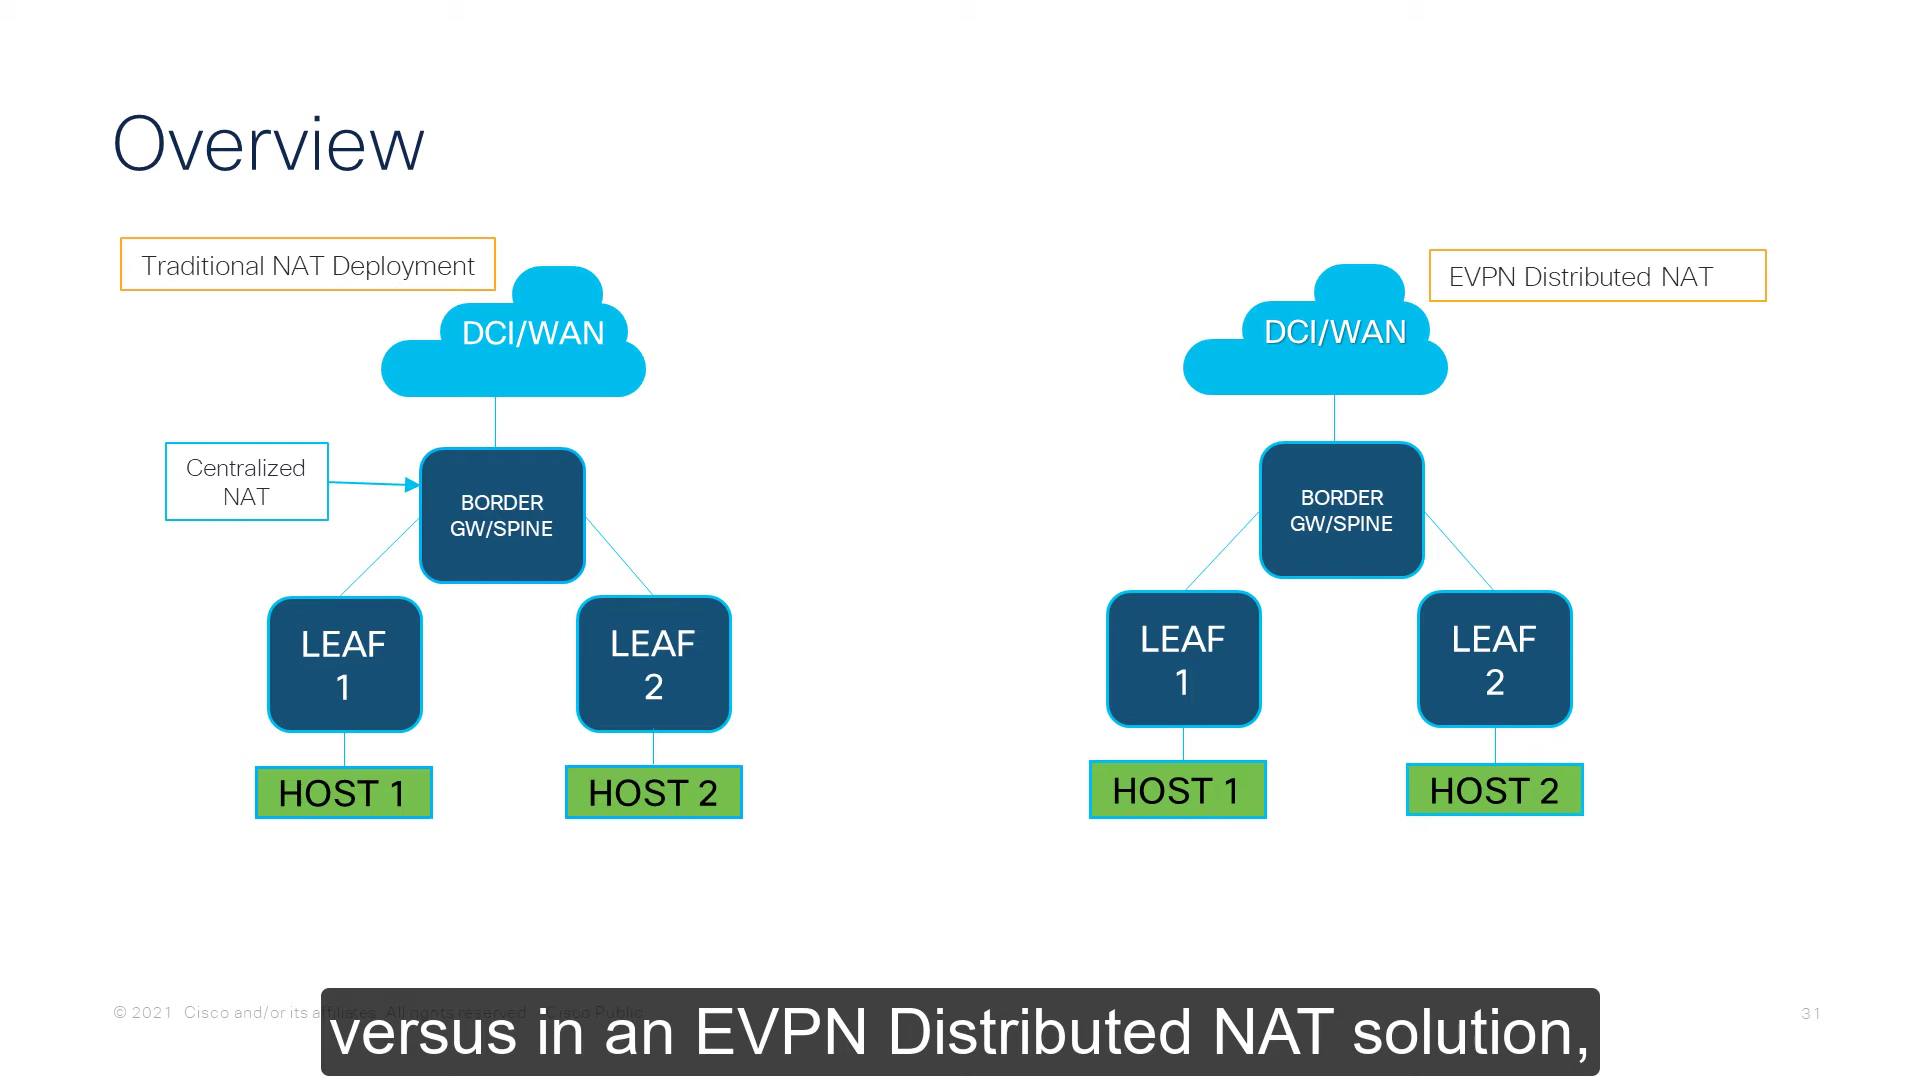 Overview
Traditional NAT Deployment
DCI/WAN
Centralized
NAT
BORDER
GW/SPINE
LEAF
1
LEAF
2
HOST 1
HOST 2
EVPN Distributed NAT
DCI/WAN
BORDER
GW/SPINE
LEAF
1
LEAF
2
HOST 1
HOST 2
© 2021 Cisco and/or its affiliates. All rights reserved. Cisco Public
31
versus in an EVPN Distributed NAT solution,